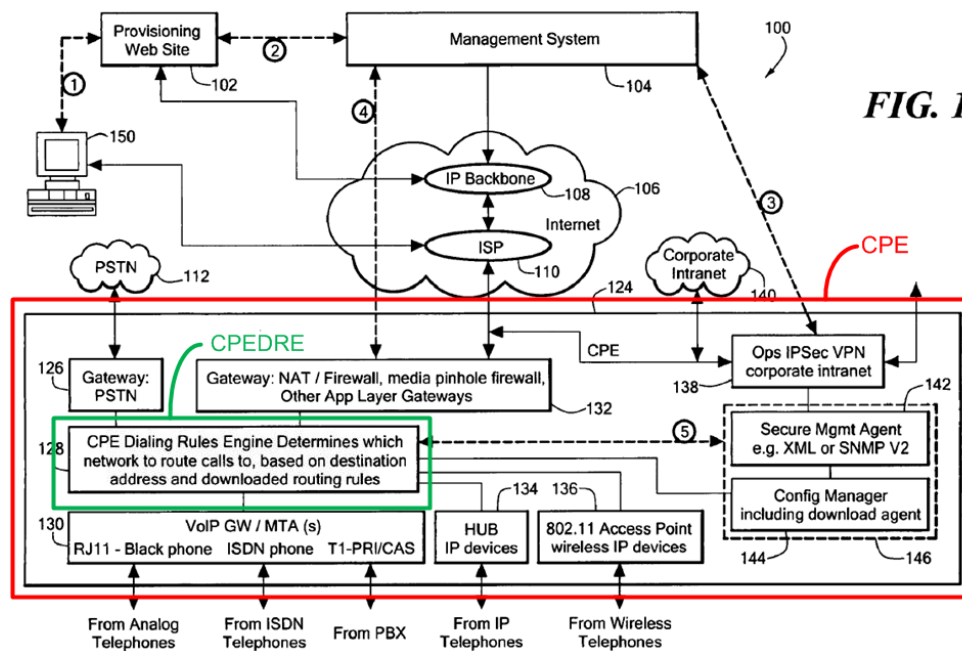 Provisioning
Web Site
102
2
Management System
104
100
FIG. 1
1
4
3
150
IP Backbone
108
106
Internet
ISP
110
PSTN
112
Corporate
Intranet
140
CPE
124
CPEDRE
126
Gateway:
PSTN
Gateway: NAT / Firewall, media pinhole firewall,
Other App Layer Gateways
132
CPE
Ops IPSec VPN
corporate intranet
138
142
128
CPE Dialing Rules Engine Determines which
network to route calls to, based on destination
address and downloaded routing rules
5
Secure Mgmt Agent
e.g. XML or SNMP V2
134
136
130
VoIP GW / MTA (s)
RJ11 - Black phone ISDN phone T1-PRI/CAS
HUB
IP devices
802.11 Access Point
wireless IP devices
Config Manager
including download agent
144
146
From Analog
Telephones
From ISDN
Telephones
From PBX
From IP
Telephones
From Wireless
Telephones